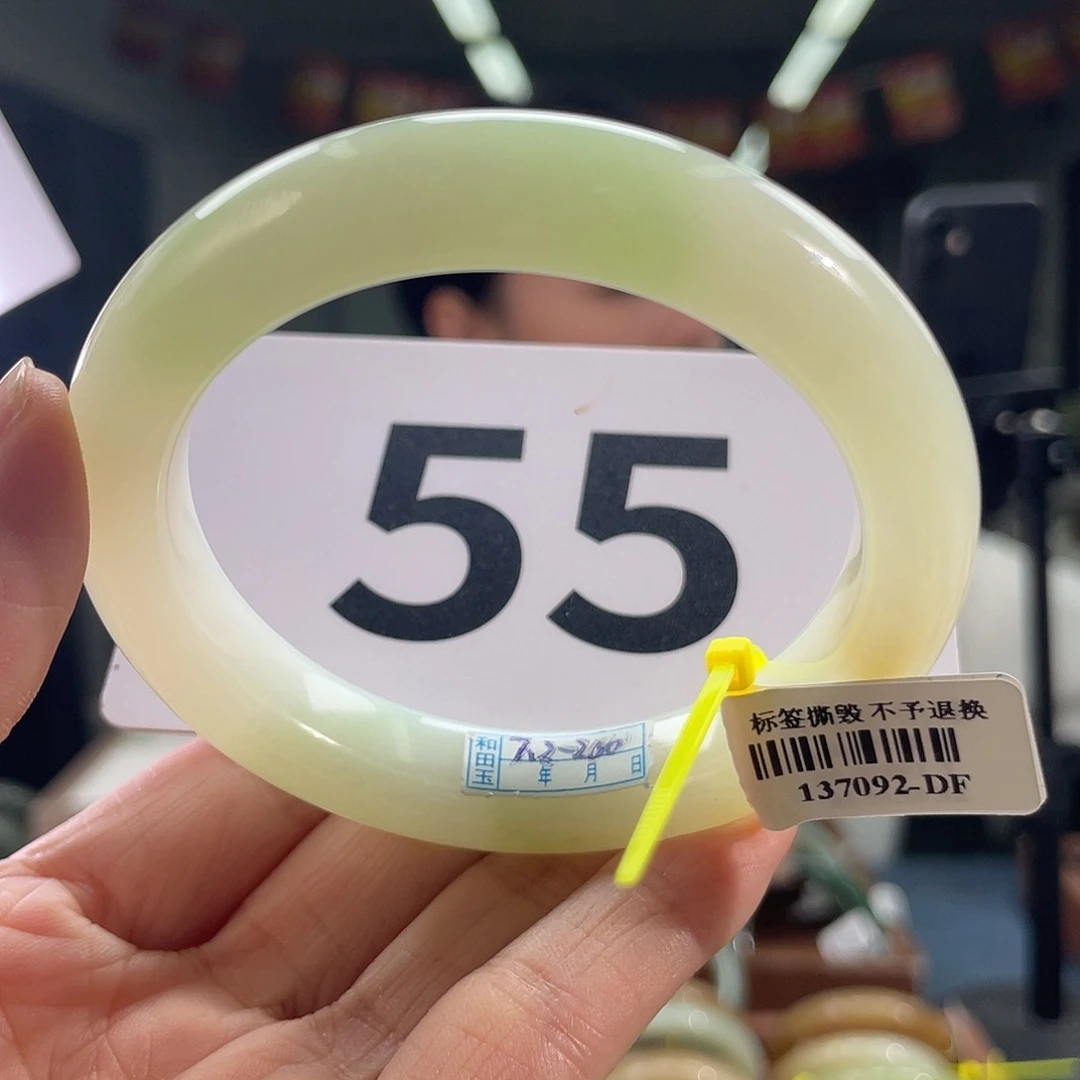 55
标签撕毁 不予退换
137092-DF
和田玉
年 月 日